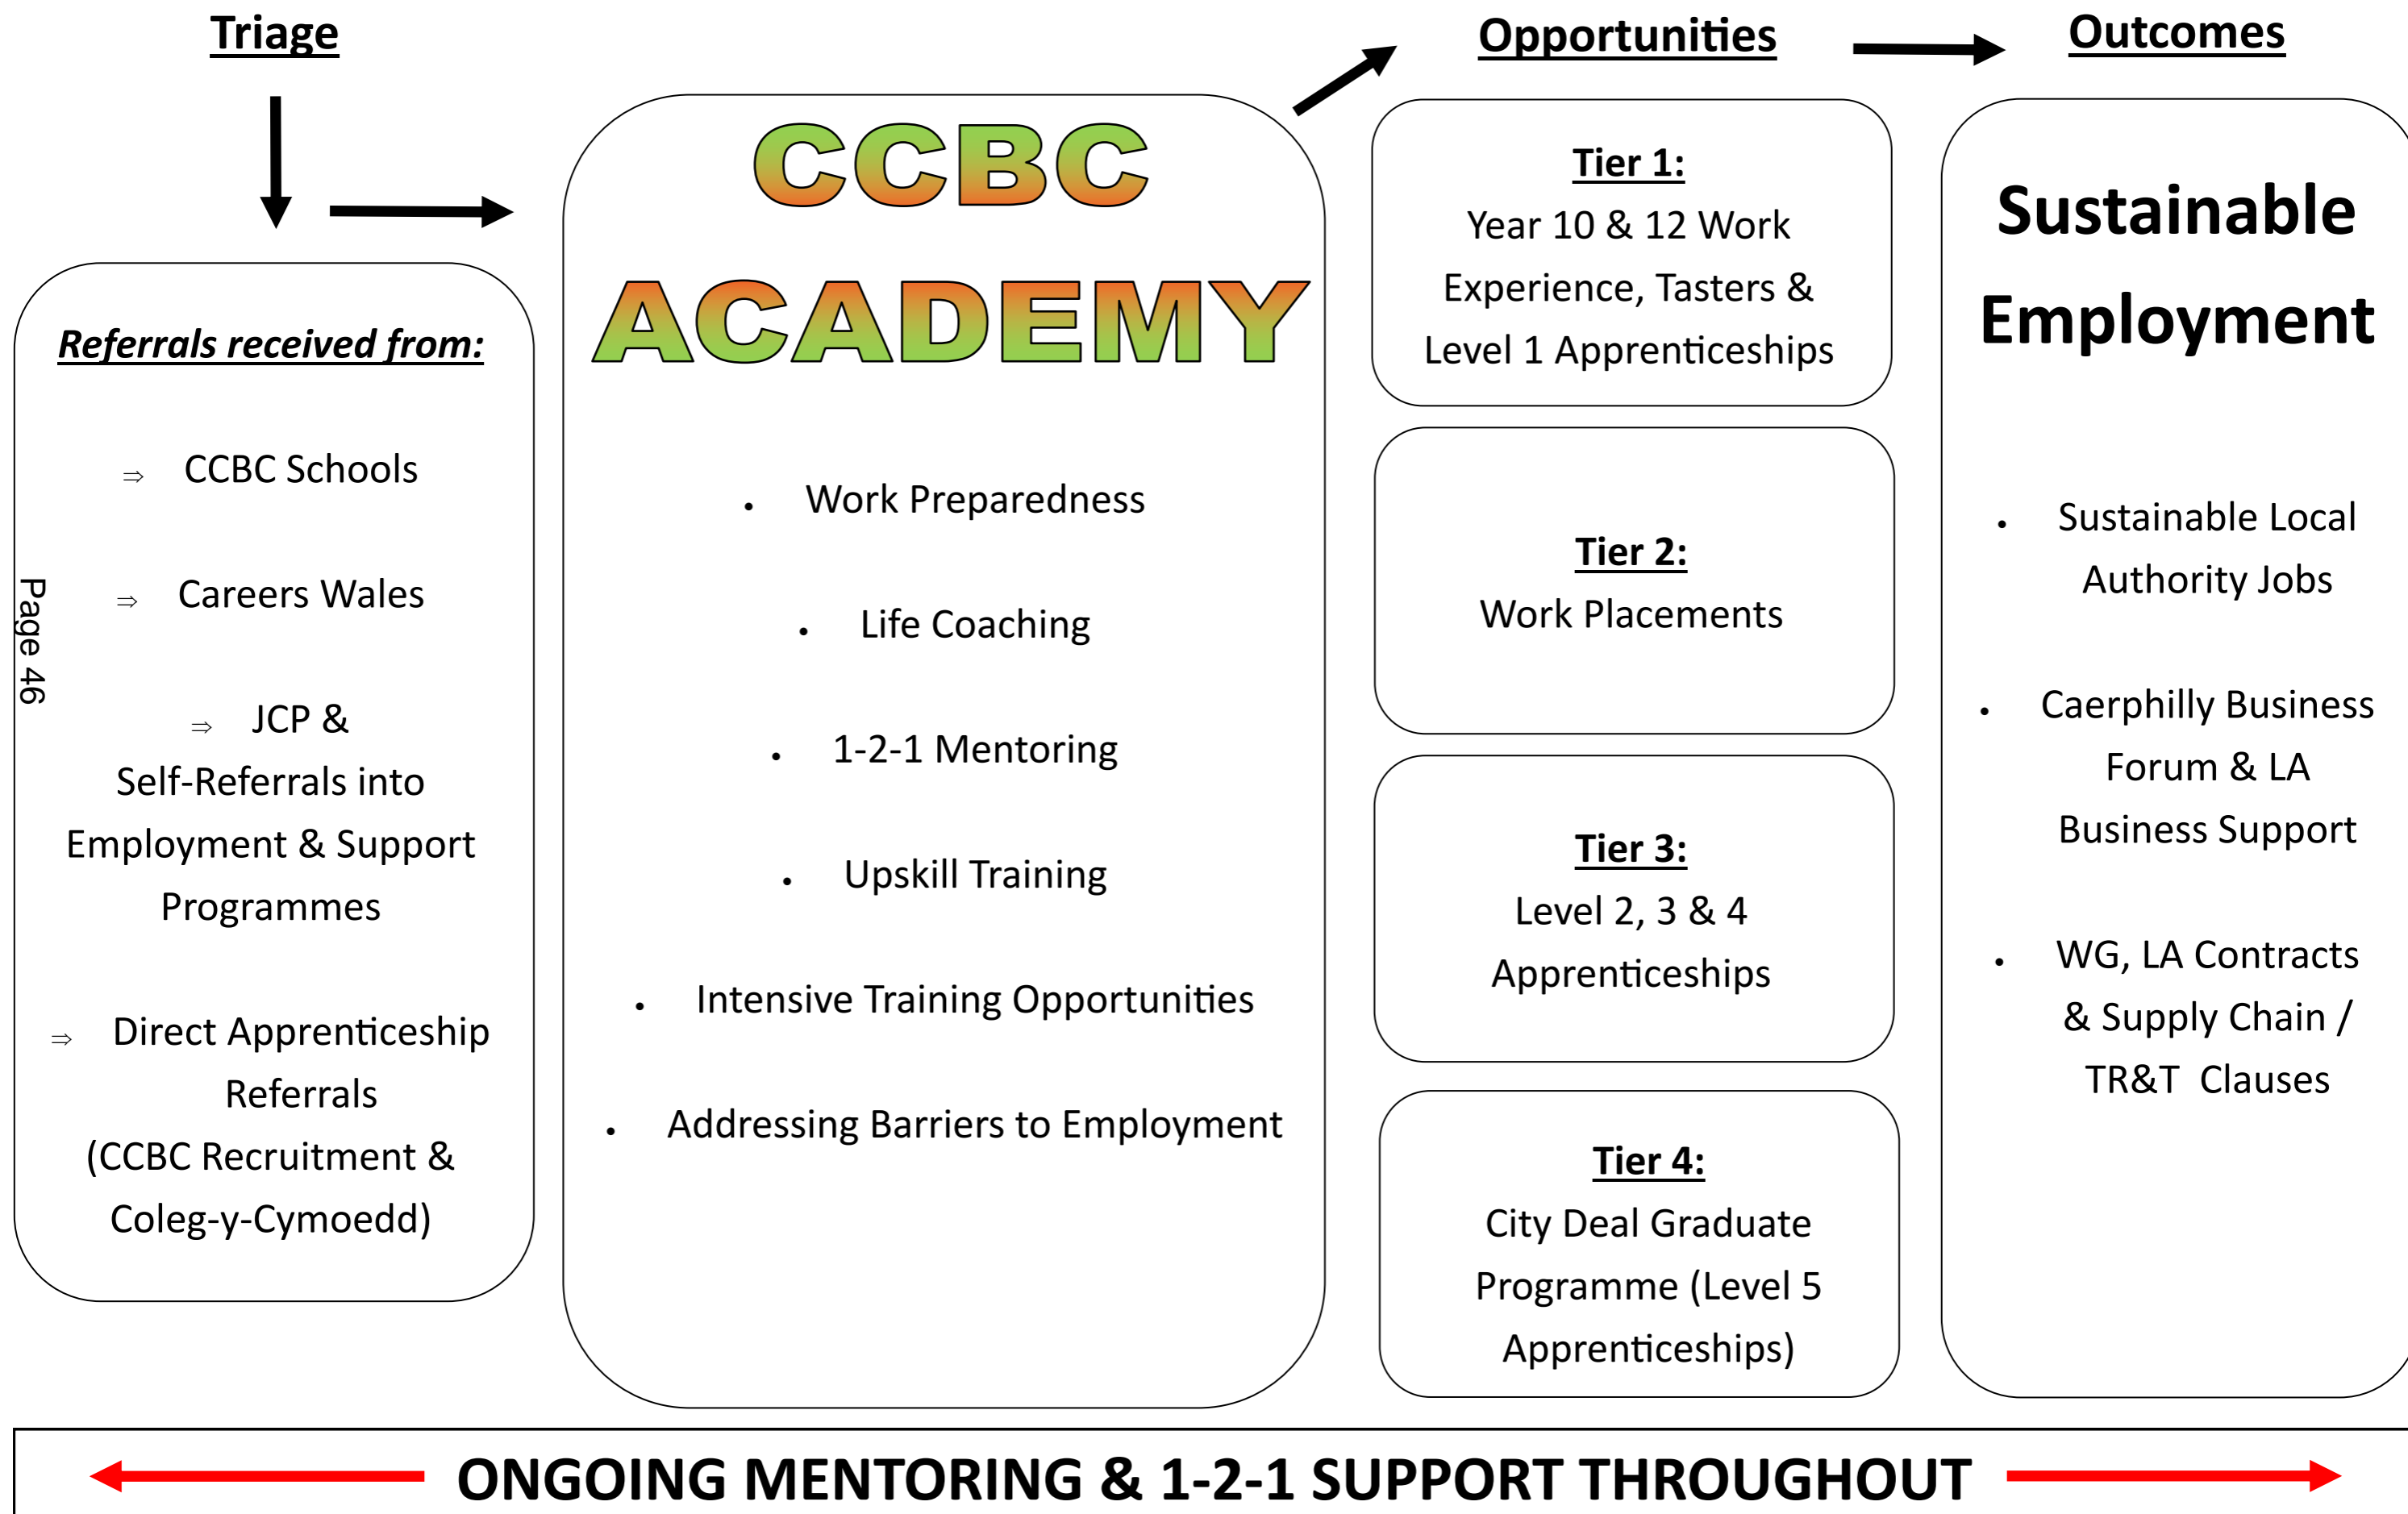 Triage
Referrals received from:
⇒ CCBC Schools
⇒ Careers Wales
⇒ JCP &
Self-Referrals into
Employment & Support
Programmes
⇒ Direct Apprenticeship
Referrals
(CCBC Recruitment &
Coleg-y-Cymoedd)
Page 46
CCBC
ACADEMY
• Work Preparedness
• Life Coaching
• 1-2-1 Mentoring
• Upskill Training
• Intensive Training Opportunities
• Addressing Barriers to Employment
Opportunities
Tier 1:
Year 10 & 12 Work
Experience, Tasters &
Level 1 Apprenticeships
Tier 2:
Work Placements
Tier 3:
Level 2, 3 & 4
Apprenticeships
Tier 4:
City Deal Graduate
Programme (Level 5
Apprenticeships)
Outcomes
Sustainable
Employment
• Sustainable Local
Authority Jobs
• Caerphilly Business
Forum & LA
Business Support
• WG, LA Contracts
& Supply Chain /
TR&T Clauses
ONGOING MENTORING & 1-2-1 SUPPORT THROUGHOUT